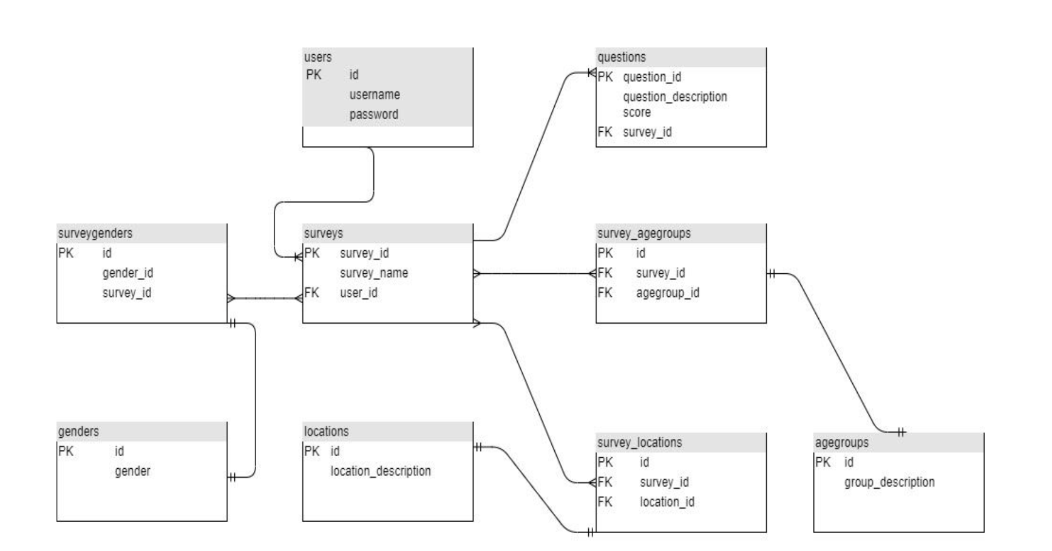 users
PK id
username
password
questions
PK question_id
question_description
score
FK survey_id
surveygenders
PK id
gender_id
survey_id
surveys
PK survey_id
survey_name
FK user_id
survey_agegroups
PK id
FK survey_id
FK agegroup_id
genders
PK id
gender
locations
PK id
location_description
survey_locations
PK id
FK survey_id
FK location_id
agegroups
PK id
group_description